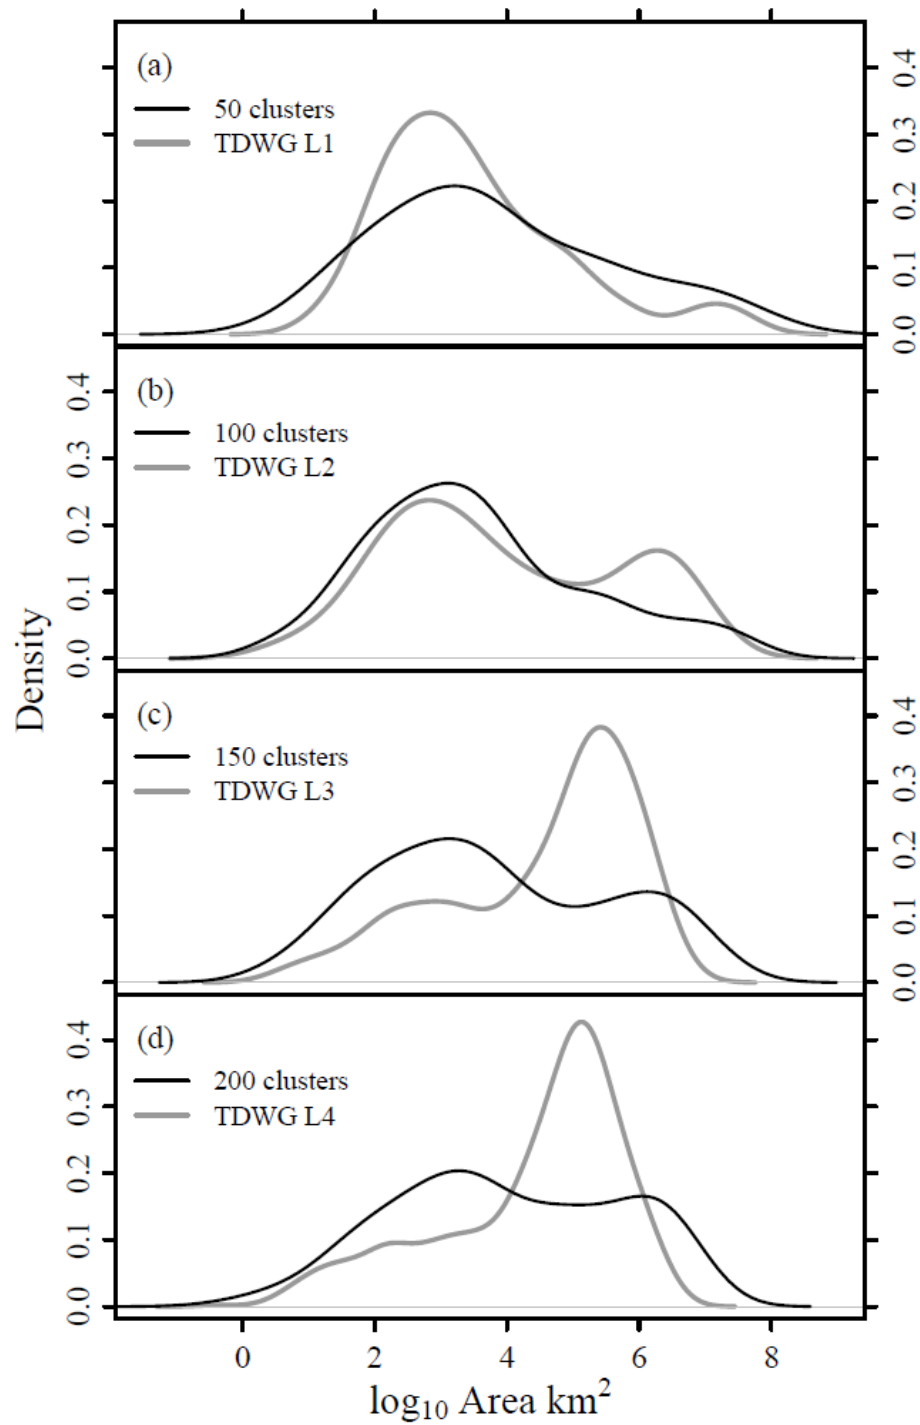 (a)
50 clusters
TDWG L1
0.0 0.1 0.2 0.3 0.4
(b)
100 clusters
TDWG L2
0.0 0.1 0.2 0.3 0.4
(c)
150 clusters
TDWG L3
0.0 0.1 0.2 0.3 0.4
(d)
200 clusters
TDWG L4
0.0 0.1 0.2 0.3 0.4
Density
0 2 4 6 8
log₁₀ Area km²